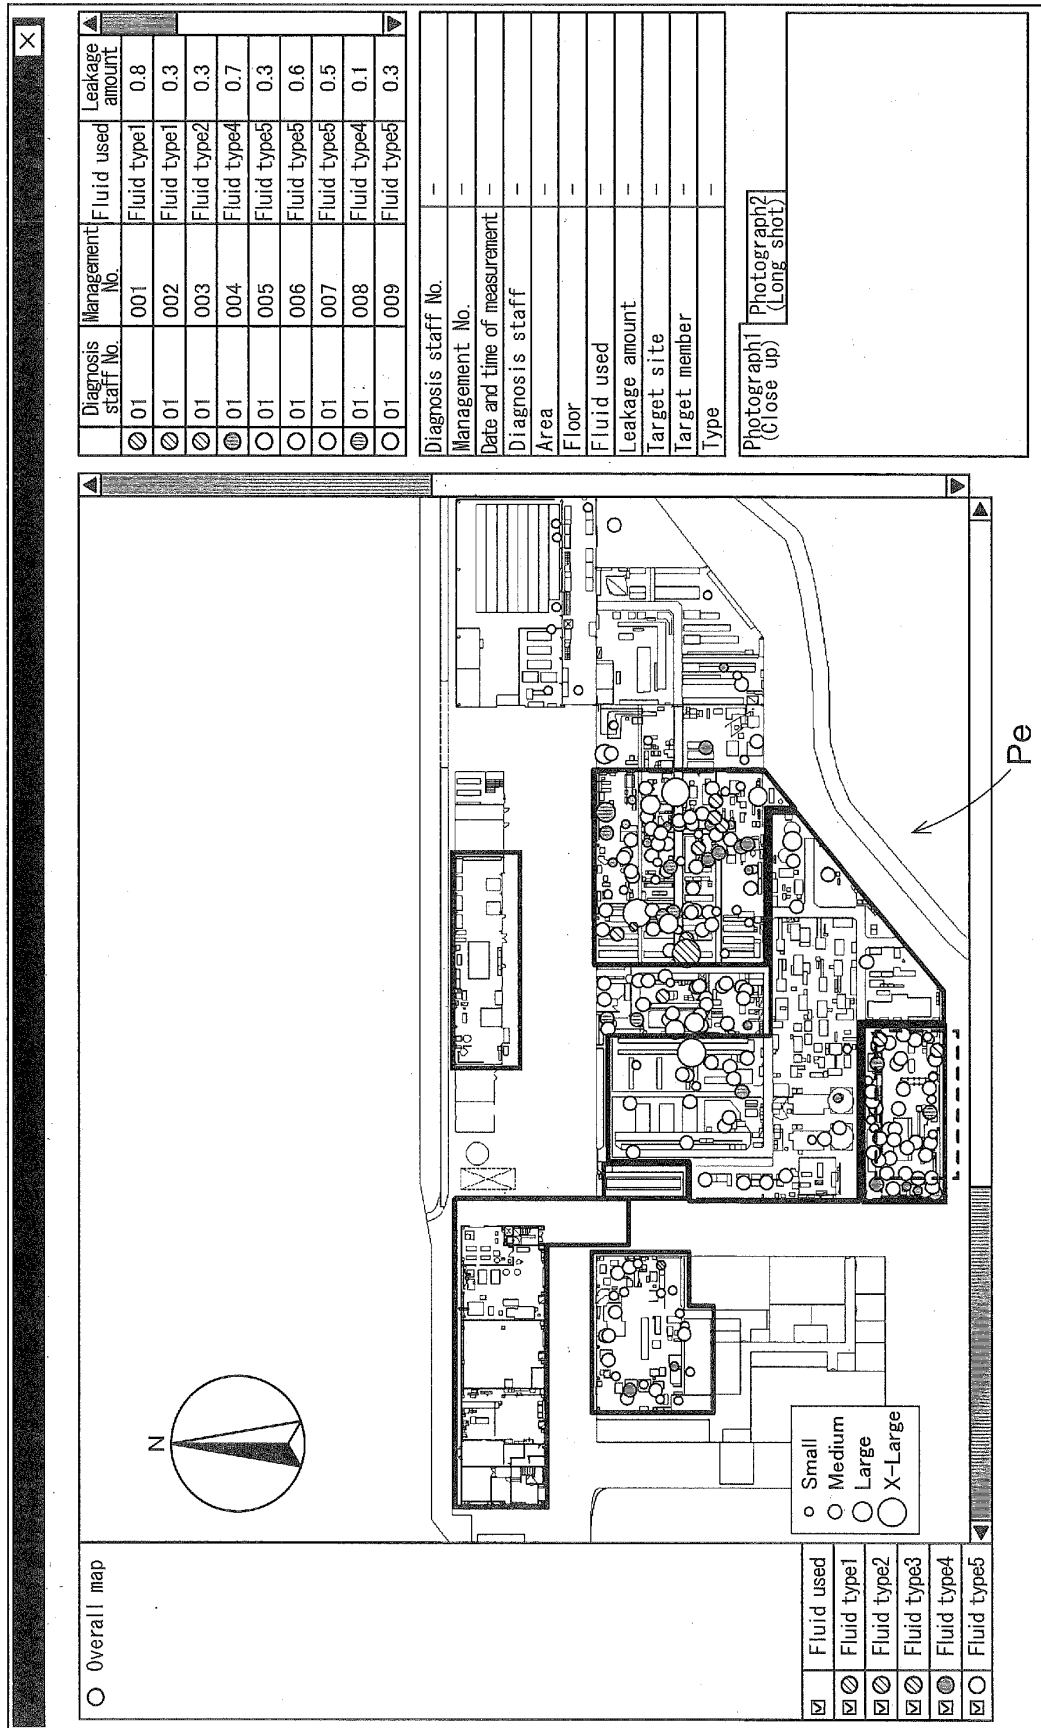 X
Overall map
N
Diagnosis staff No. Management No. Fluid used Leakage amount
01 001 Fluid type1 0.8
01 002 Fluid type1 0.3
01 003 Fluid type2 0.3
01 004 Fluid type4 0.7
01 005 Fluid type5 0.3
01 006 Fluid type5 0.6
01 007 Fluid type5 0.5
01 008 Fluid type4 0.1
01 009 Fluid type5 0.3
Diagnosis staff No. -
Management No. -
Date and time of measurement -
Diagnosis staff -
Area -
Floor -
Fluid used -
Leakage amount -
Target site -
Target member -
Type -
Photograph1
(Close up)
Photograph2
(Long shot)
Fluid used
Fluid type1
Fluid type2
Fluid type3
Fluid type4
Fluid type5
Small
Medium
Large
X-Large
Pe